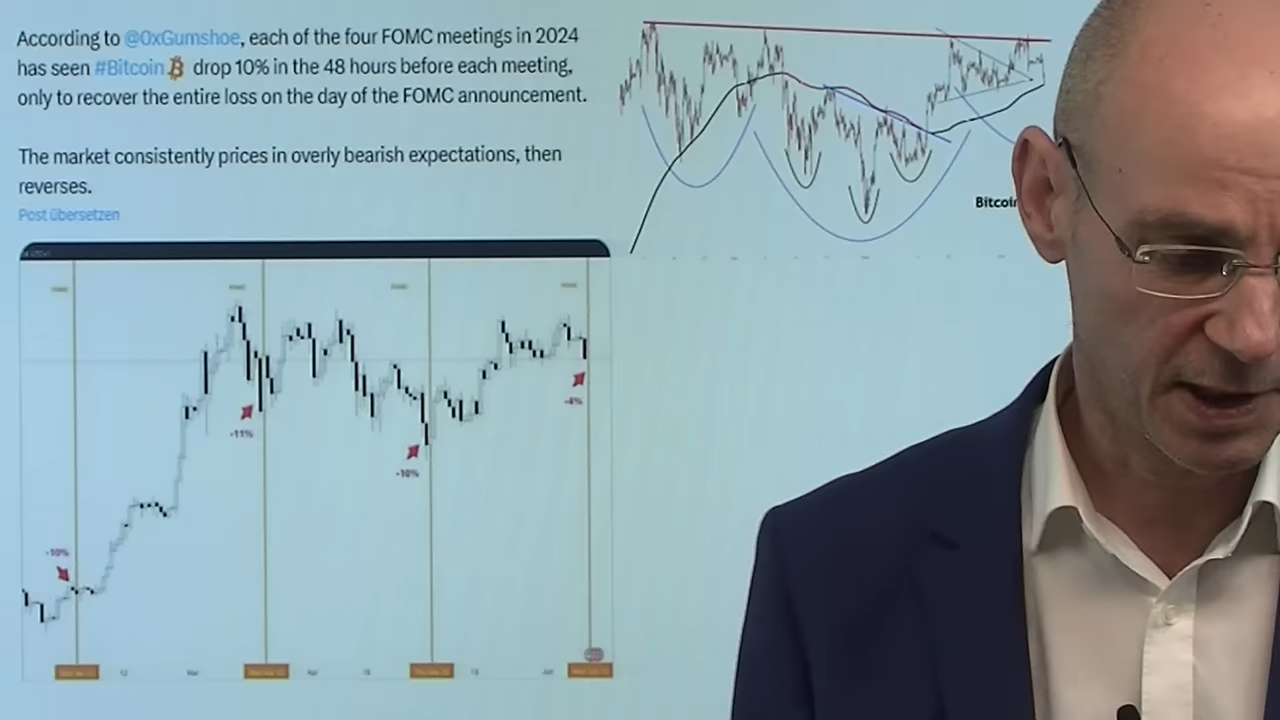 According to @0xGumshoe, each of the four FOMC meetings in 2024
has seen #Bitcoin drop 10% in the 48 hours before each meeting,
only to recover the entire loss on the day of the FOMC announcement.
The market consistently prices in overly bearish expectations, then
reverses.
Post übersetzen
Bitcoin
-11%
-4%
-10%
-10%